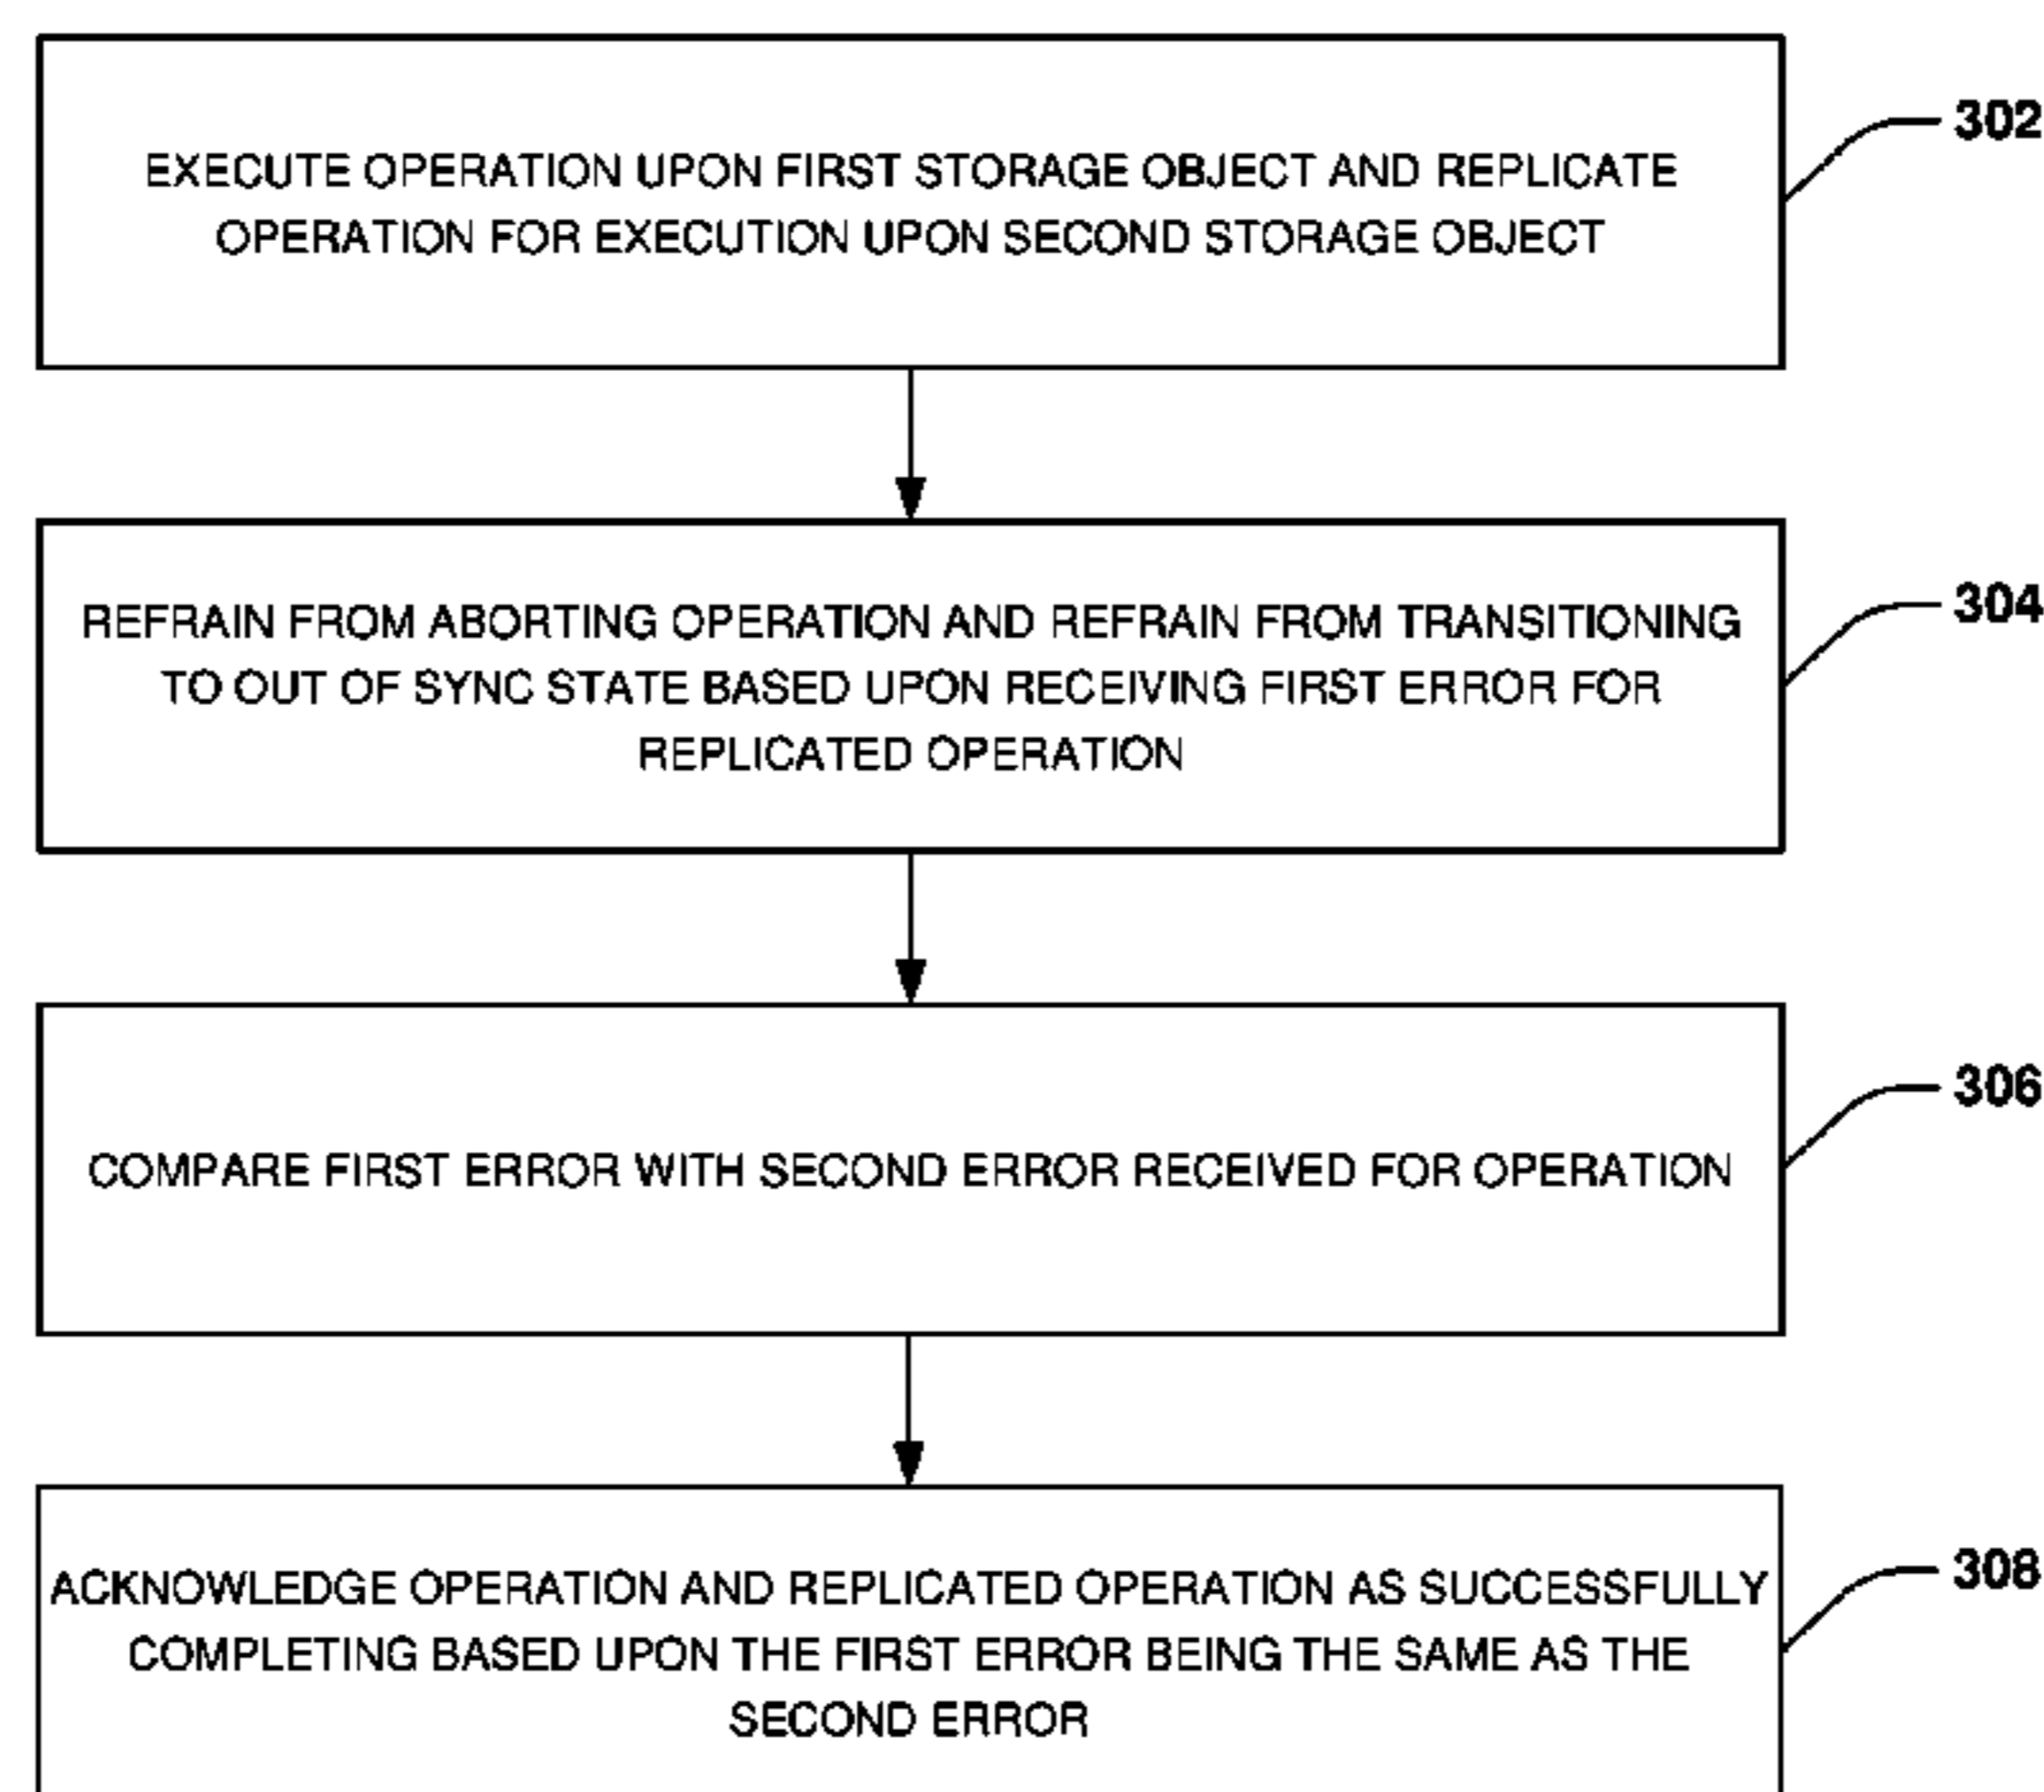 302
EXECUTE OPERATION UPON FIRST STORAGE OBJECT AND REPLICATE
OPERATION FOR EXECUTION UPON SECOND STORAGE OBJECT
304
REFRAIN FROM ABORTING OPERATION AND REFRAIN FROM TRANSITIONING
TO OUT OF SYNC STATE BASED UPON RECEIVING FIRST ERROR FOR
REPLICATED OPERATION
306
COMPARE FIRST ERROR WITH SECOND ERROR RECEIVED FOR OPERATION
308
ACKNOWLEDGE OPERATION AND REPLICATED OPERATION AS SUCCESSFULLY
COMPLETING BASED UPON THE FIRST ERROR BEING THE SAME AS THE
SECOND ERROR